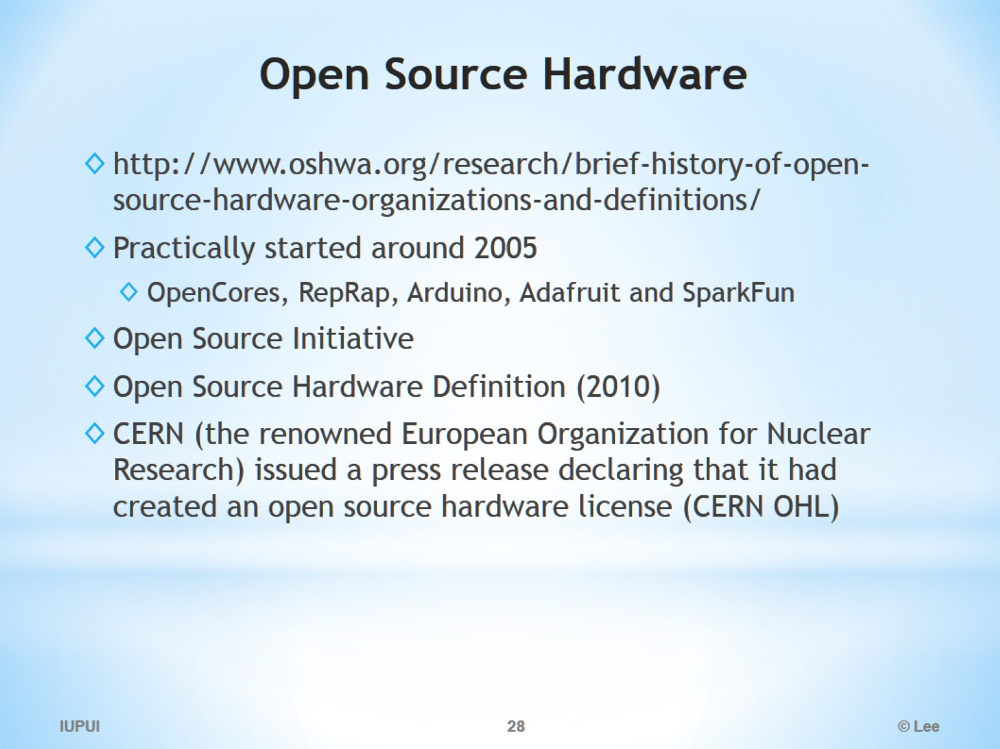 Open Source Hardware
http://www.oshwa.org/research/brief-history-of-open-
source-hardware-organizations-and-definitions/
Practically started around 2005
OpenCores, RepRap, Arduino, Adafruit and SparkFun
Open Source Initiative
Open Source Hardware Definition (2010)
CERN (the renowned European Organization for Nuclear
Research) issued a press release declaring that it had
created an open source hardware license (CERN OHL)
IUPUI
28
© Lee